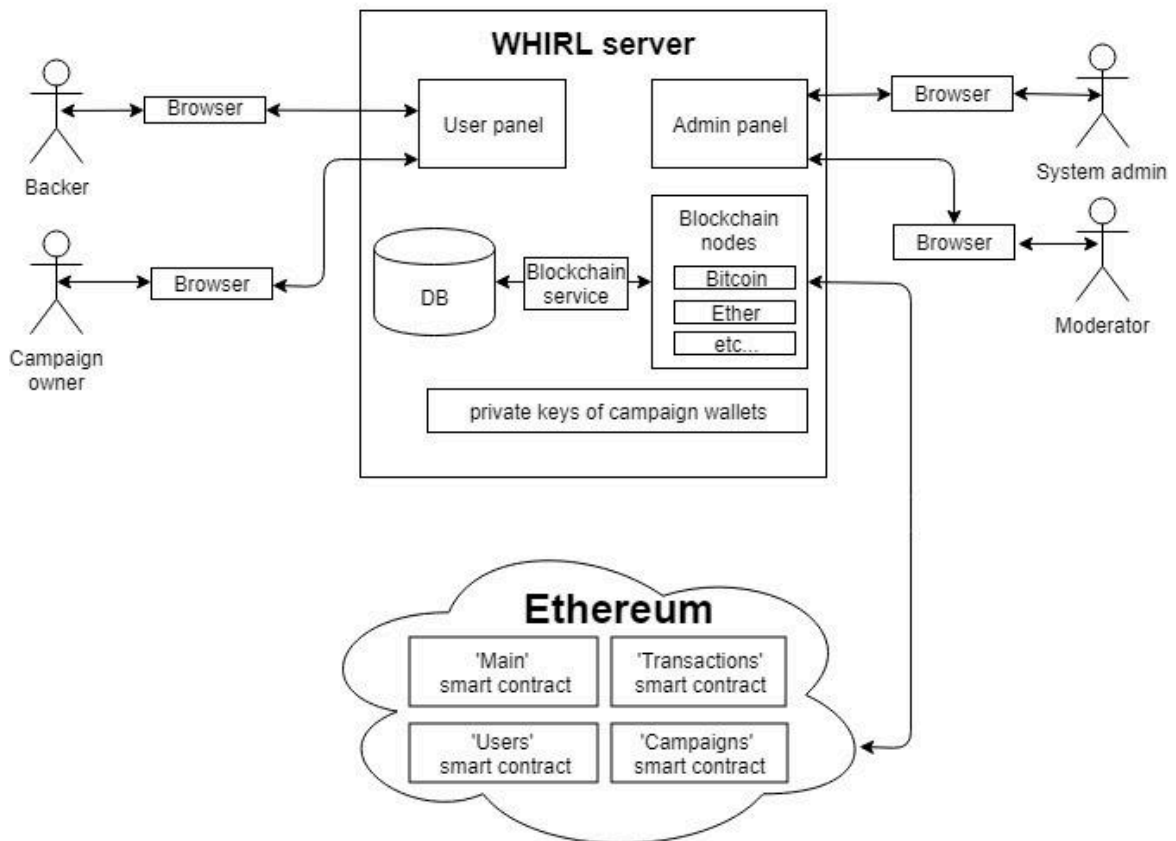 WHIRL server
Browser
Backer
User panel
Admin panel
Browser
System admin
Browser
Campaign
owner
DB
Blockchain
service
Blockchain
nodes
Bitcoin
Ether
etc...
Browser
Moderator
private keys of campaign wallets
Ethereum
'Main'
smart contract
'Transactions'
smart contract
'Users'
smart contract
'Campaigns'
smart contract